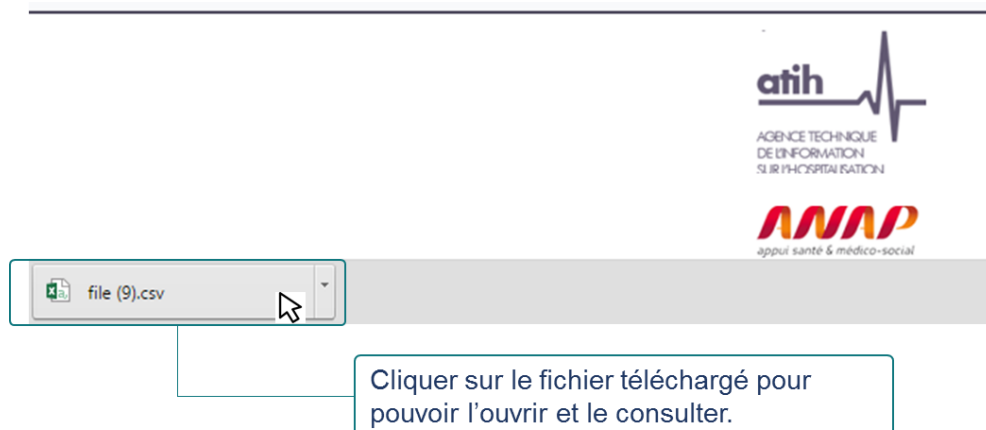 atih
AGENCE TECHNIQUE
DE L'INFORMATION
SUR L'HOSPITALISATION
ANAP
appui santé & médico-social
file (9).csv
Cliquer sur le fichier téléchargé pour
pouvoir l'ouvrir et le consulter.